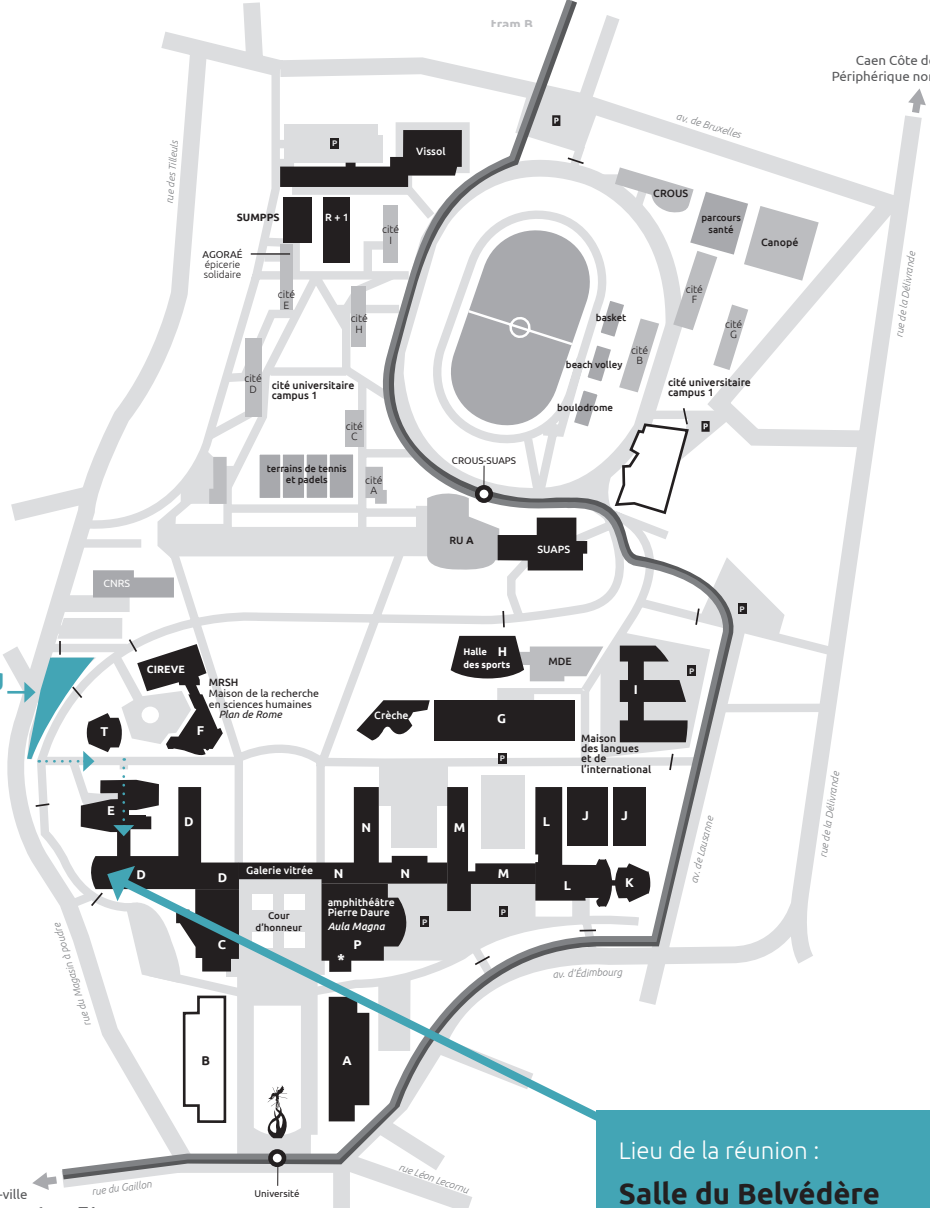 tram B
Caen Côte de
Périphérique nor
av. de Bruxelles
P
P
Vissol
rue des Tilleuls
CROUS
parcours
santé
Canopé
SUMPPS
R + 1
cité
I
AGORAÉ
épicerie
solidaire
cité
E
cité
H
cité
F
cité
G
rue de la Délivrande
basket
cité
B
beach volley
boulodrome
cité
D
cité universitaire
campus 1
cité universitaire
campus 1
P
cité
C
CROUS-SUAPS
terrains de tennis
et padels
cité
A
RU A
SUAPS
CNRS
P
Halle H
des sports
MDE
CIREVE
MRSH
Maison de la recherche
en sciences humaines
Plan de Rome
P
I
T
F
Crèche
G
Maison
des langues
et de
l'international
P
E
D
N
M
L
J
J
rue de la Délivrande
av. de Lausanne
D
D
Galerie vitrée
N
N
M
L
K
amphithéâtre
Pierre Daure
Aula Magna
P
*
Cour
d'honneur
C
P
P
rue du Magasin à poudre
av. d'Édimbourg
B
A
Lieu de la réunion :
Salle du Belvédère
rue Léon Lecornu
rue du Gaillon
Université
-ville